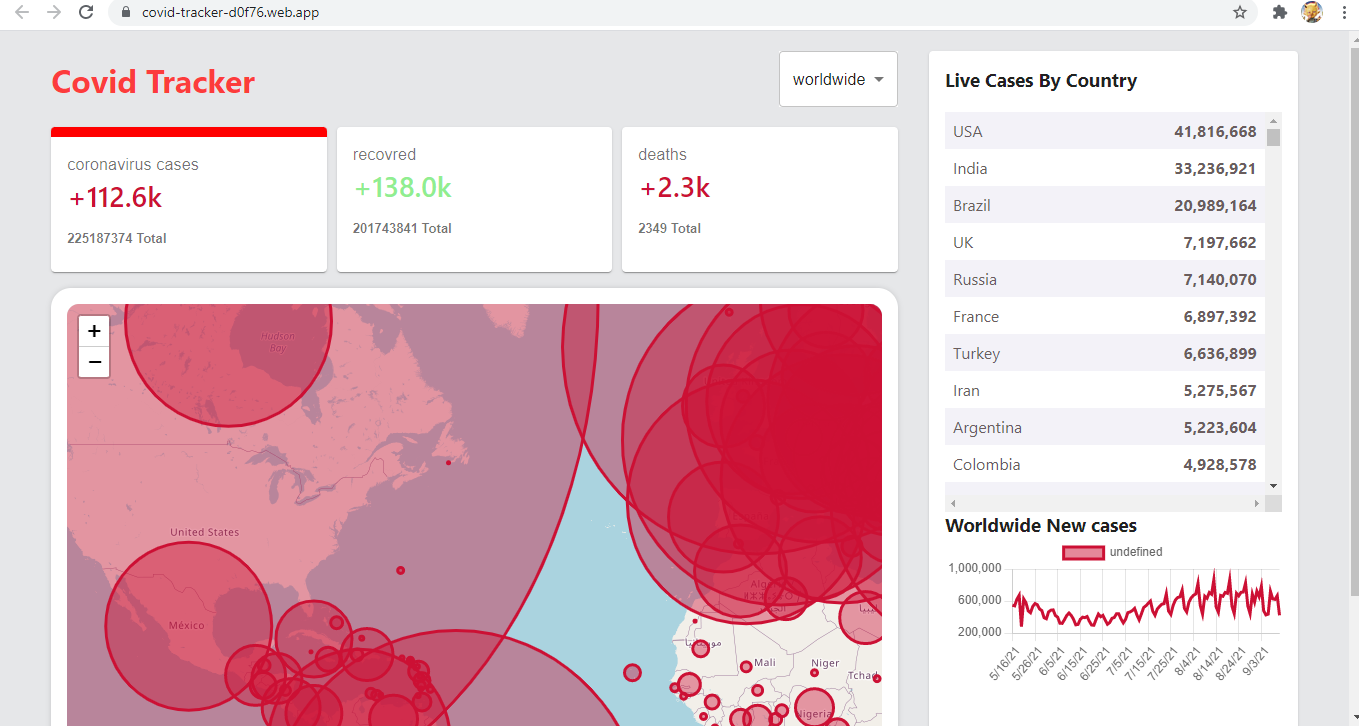 covid-tracker-d0f76.web.app
Covid Tracker
worldwide
coronavirus cases
+112.6k
225187374 Total
recovred
+138.0k
201743841 Total
deaths
+2.3k
2349 Total
+
−
Hudson
Bay
United States
México
Mali
Niger
Nigeria
Live Cases By Country
USA 41,816,668
India 33,236,921
Brazil 20,989,164
UK 7,197,662
Russia 7,140,070
France 6,897,392
Turkey 6,636,899
Iran 5,275,567
Argentina 5,223,604
Colombia 4,928,578
Worldwide New cases
undefined
1,000,000
600,000
200,000
5/16/21 5/26/21 6/5/21 6/15/21 6/25/21 7/5/21 7/15/21 7/25/21 8/4/21 8/14/21 8/24/21 9/3/21